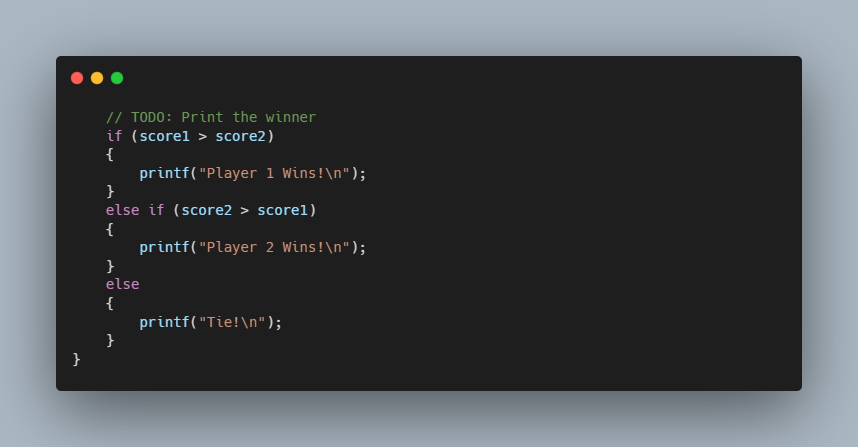 // TODO: Print the winner
    if (score1 > score2)
    {
        printf("Player 1 Wins!\n");
    }
    else if (score2 > score1)
    {
        printf("Player 2 Wins!\n");
    }
    else
    {
        printf("Tie!\n");
    }
}